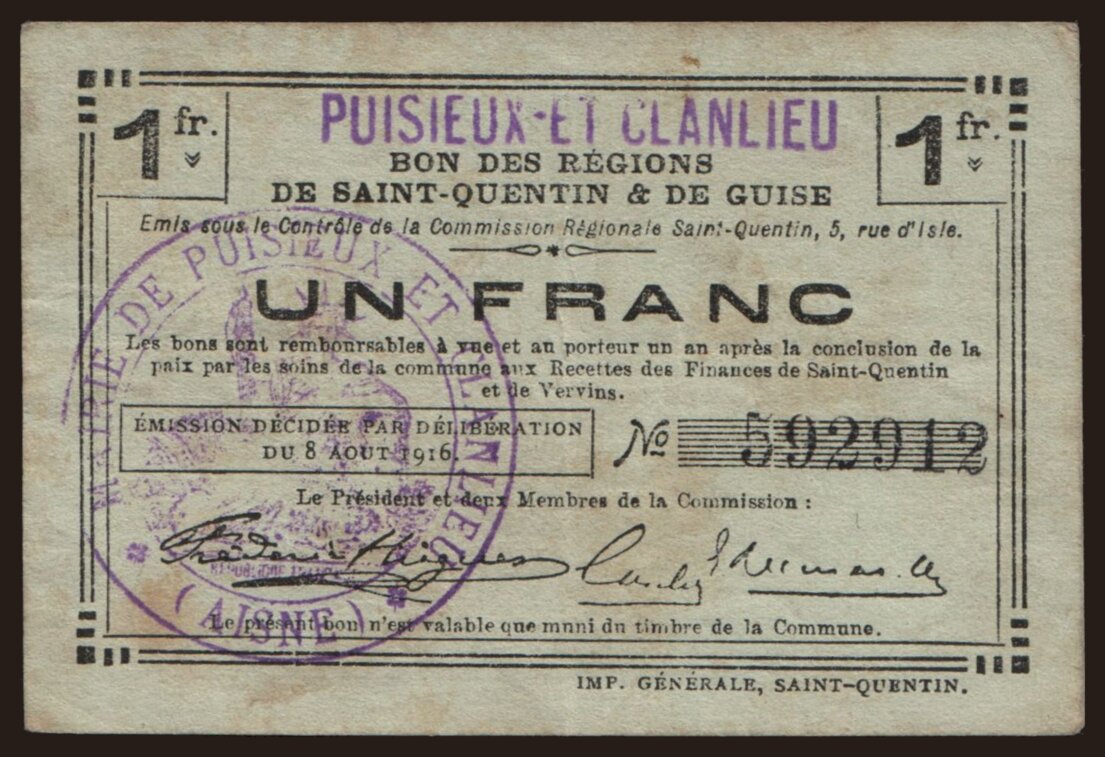 1 fr.
PUISIEUX-ET CLANLIEU
1 fr.
BON DES RÉGIONS
DE SAINT-QUENTIN & DE GUISE
Emis sous le Contrôle de la Commission Régionale Saint-Quentin, 5, rue d'Isle.
UN FRANC
Les bons sont remboursables à vue et au porteur un an après la conclusion de la
paix par les soins de la commune aux Recettes des Finances de Saint-Quentin
et de Vervins.
ÉMISSION DÉCIDÉE PAR DÉLIBÉRATION
DU 8 AOUT 1916.
No 592912
Le Président et deux Membres de la Commission :
Le présent bon n'est valable que muni du timbre de la Commune.
IMP. GÉNÉRALE, SAINT-QUENTIN.
MAIRIE DE PUISIEUX ET CLANLIEU
(AISNE)